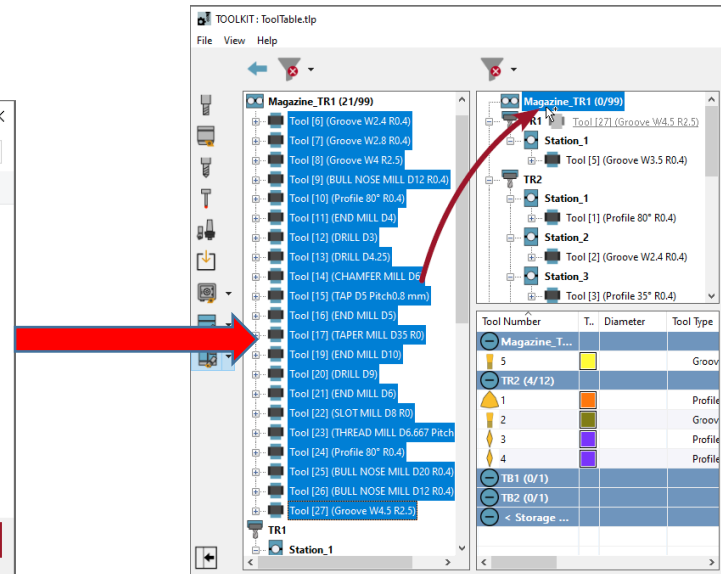 TOOLKIT : ToolTable.tlp
File View Help
Magazine_TR1 (21/99)
Tool [6] (Groove W2.4 R0.4)
Tool [7] (Groove W2.8 R0.4)
Tool [8] (Groove W4 R2.5)
Tool [9] (BULL NOSE MILL D12 R0.4)
Tool [10] (Profile 80° R0.4)
Tool [11] (END MILL D4)
Tool [12] (DRILL D3)
Tool [13] (DRILL D4.25)
Tool [14] (CHAMFER MILL D6
Tool [15] (TAP D5 Pitch0.8 mm)
Tool [16] (END MILL D5)
Tool [17] (TAPER MILL D35 R0)
Tool [19] (END MILL D10)
Tool [20] (DRILL D9)
Tool [21] (END MILL D6)
Tool [22] (SLOT MILL D8 R0)
Tool [23] (THREAD MILL D6.667 Pitch
Tool [24] (Profile 80° R0.4)
Tool [25] (BULL NOSE MILL D20 R0.4)
Tool [26] (BULL NOSE MILL D12 R0.4)
Tool [27] (Groove W4.5 R2.5)
TR1
Station_1
Magazine_TR1 (0/99)
TR1 Tool [27] (Groove W4.5 R2.5)
Station_1
Tool [5] (Groove W3.5 R0.4)
TR2
Station_1
Tool [1] (Profile 80° R0.4)
Station_2
Tool [2] (Groove W2.4 R0.4)
Station_3
Tool [3] (Profile 35° R0.4)
Tool Number T.. Diameter Tool Type
Magazine_T...
5 Groov
TR2 (4/12)
1 Profile
2 Groov
3 Profile
4 Profile
TB1 (0/1)
TB2 (0/1)
< Storage ...